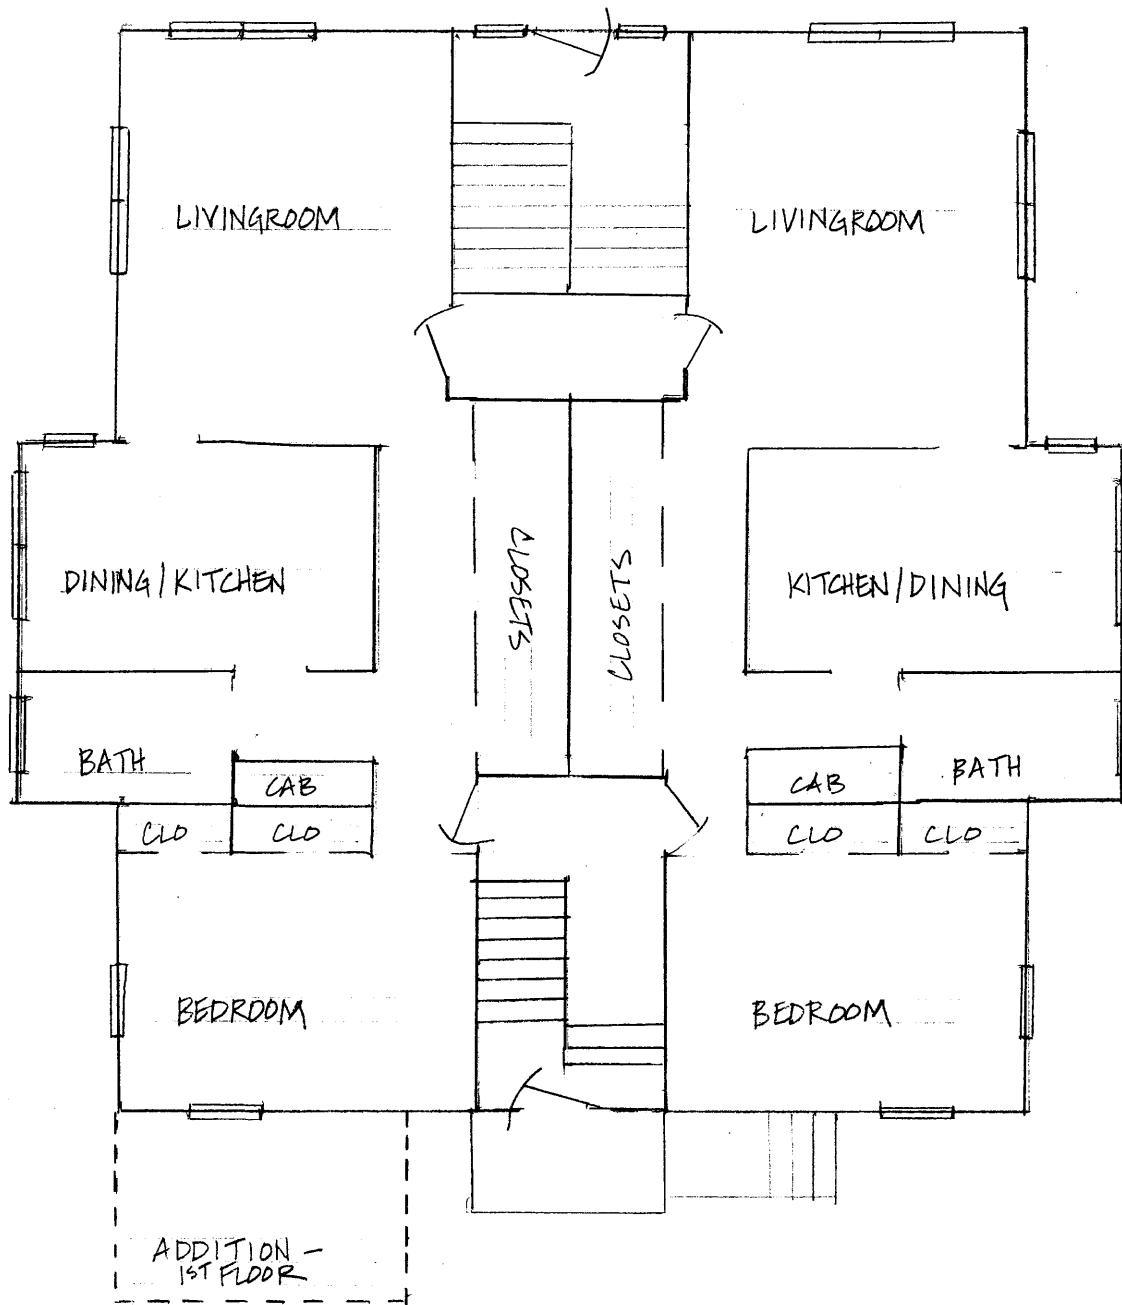 LIVINGROOM
LIVINGROOM
CLOSETS
CLOSETS
DINING/KITCHEN
KITCHEN/DINING
BATH
CAB
CAB
BATH
CLO
CLO
CLO
CLO
BEDROOM
BEDROOM
ADDITION -
1ST FLOOR